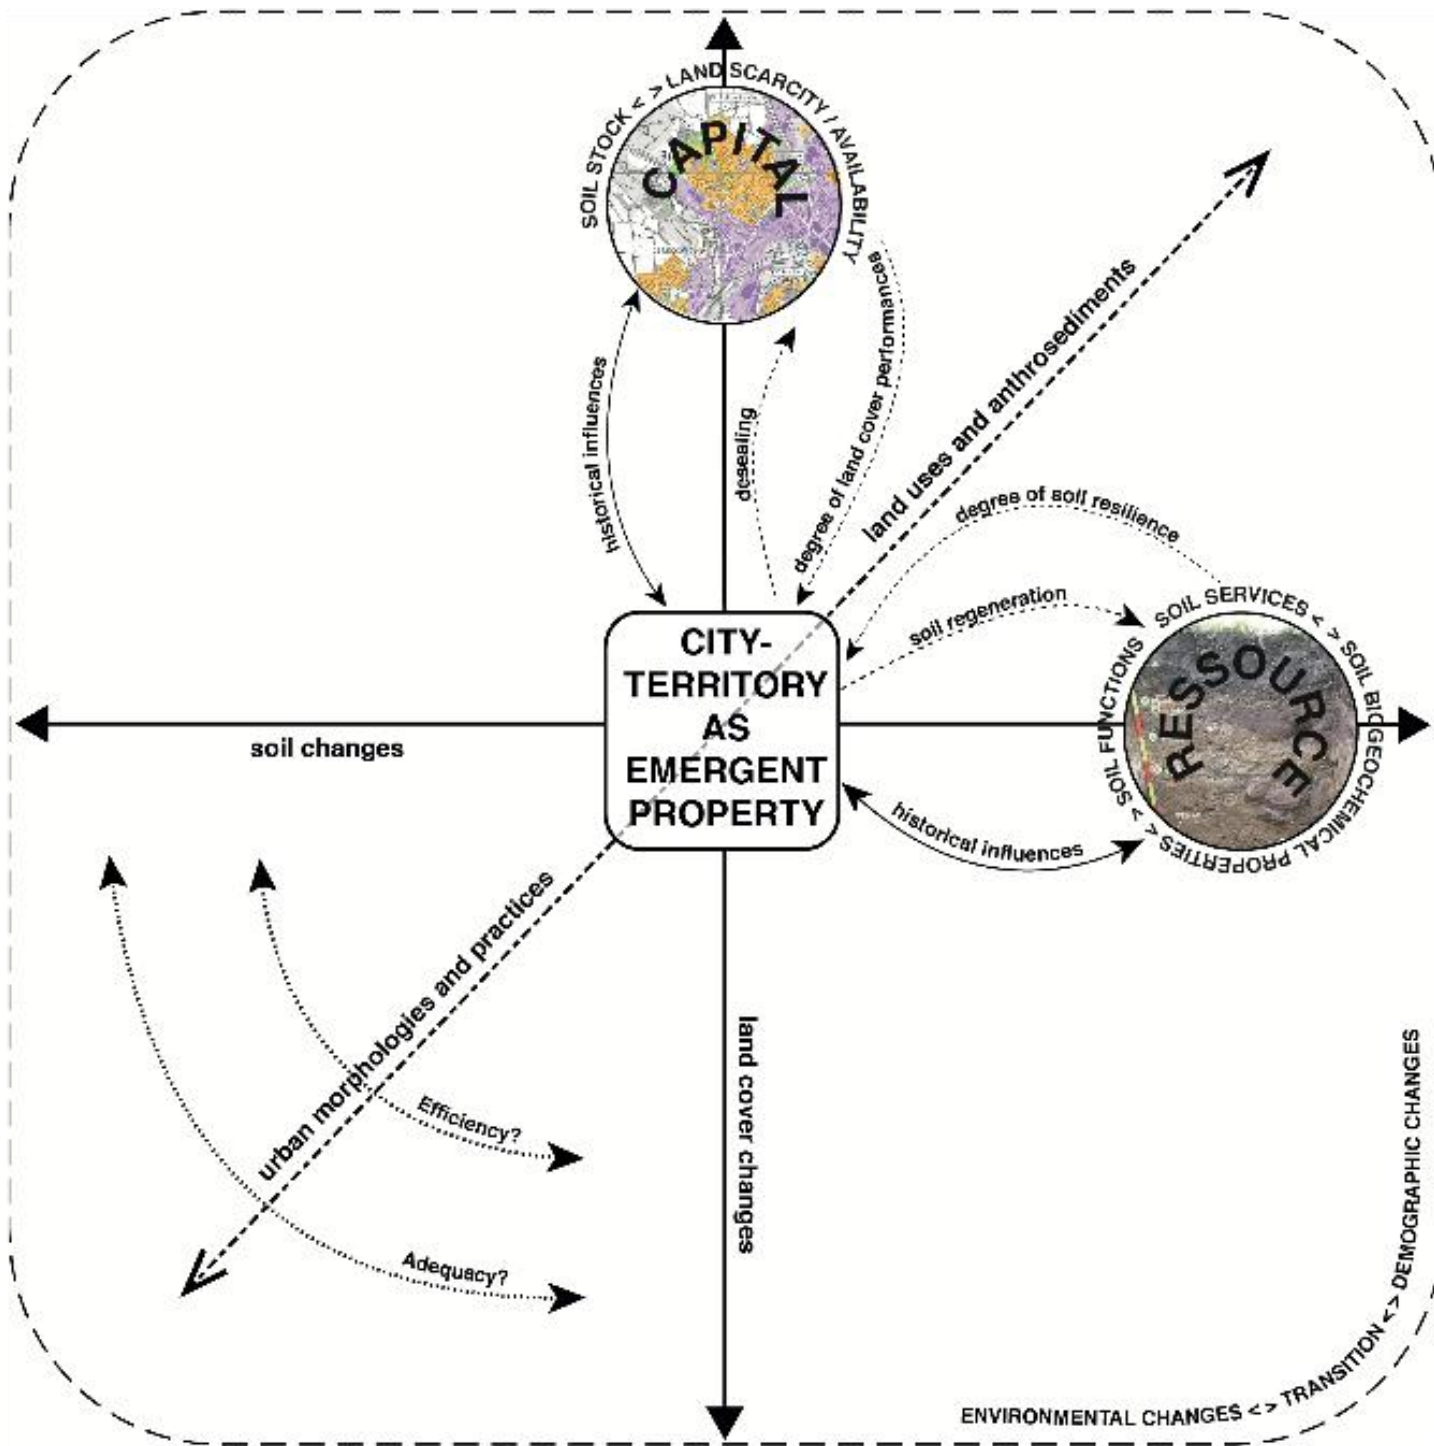 SOIL STOCK < > LAND SCARCITY / AVAILABILITY
CAPITAL
historical influences
desealing
degree of land cover performances
land uses and anthrosediments
degree of soil resilience
soil regeneration
SOIL FUNCTIONS
SOIL SERVICES < > SOIL BIOGEOCHEMICAL PROPERTIES < >
RESSOURCE
CITY-
TERRITORY
AS
EMERGENT
PROPERTY
soil changes
historical influences
urban morphologies and practices
land cover changes
Efficiency?
Adequacy?
ENVIRONMENTAL CHANGES < > TRANSITION < > DEMOGRAPHIC CHANGES